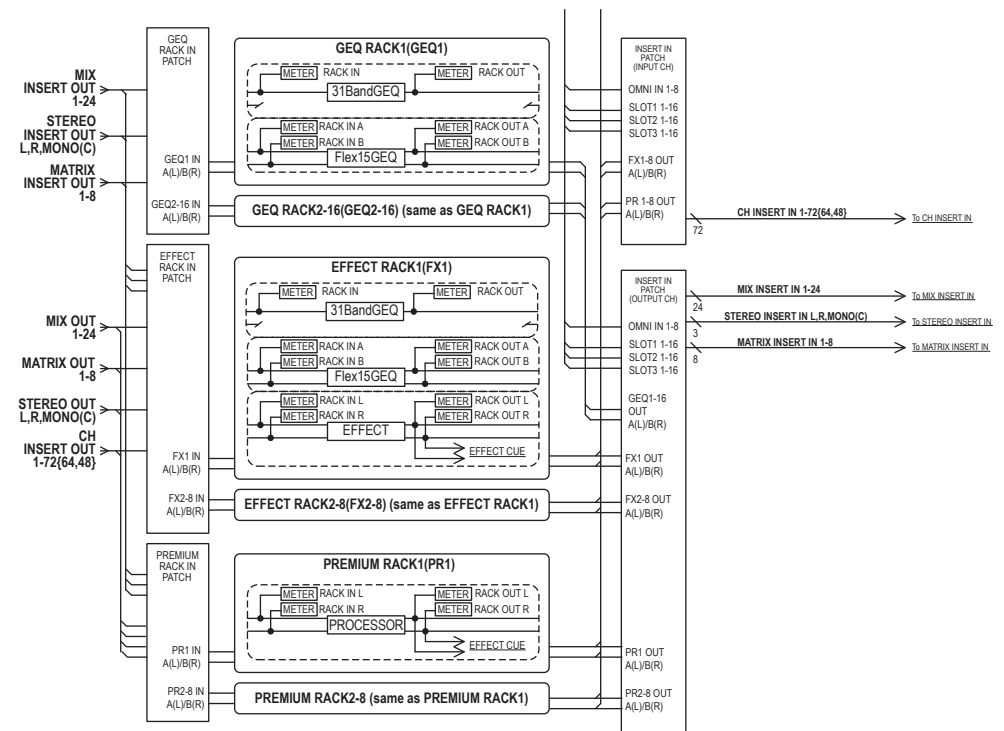 MIX
INSERT OUT
1-24
STEREO
INSERT OUT
L,R,MONO(C)
MATRIX
INSERT OUT
1-8
MIX OUT
1-24
MATRIX OUT
1-8
STEREO OUT
L,R,MONO(C)
CH
INSERT OUT
1-72{64,48}
GEQ
RACK IN
PATCH
GEQ1 IN
A(L)/B(R)
GEQ2-16 IN
A(L)/B(R)
EFFECT
RACK IN
PATCH
FX1 IN
A(L)/B(R)
FX2-8 IN
A(L)/B(R)
PREMIUM
RACK IN
PATCH
PR1 IN
A(L)/B(R)
PR2-8 IN
A(L)/B(R)
GEQ RACK1(GEQ1)
METER RACK IN METER RACK OUT
31BandGEQ
METER RACK IN A METER RACK OUT A
METER RACK IN B METER RACK OUT B
Flex15GEQ
GEQ RACK2-16(GEQ2-16) (same as GEQ RACK1)
EFFECT RACK1(FX1)
METER RACK IN METER RACK OUT
31BandGEQ
METER RACK IN A METER RACK OUT A
METER RACK IN B METER RACK OUT B
Flex15GEQ
METER RACK IN L METER RACK OUT L
METER RACK IN R METER RACK OUT R
EFFECT
EFFECT CUE
EFFECT RACK2-8(FX2-8) (same as EFFECT RACK1)
PREMIUM RACK1(PR1)
METER RACK IN L METER RACK OUT L
METER RACK IN R METER RACK OUT R
PROCESSOR
EFFECT CUE
PREMIUM RACK2-8 (same as PREMIUM RACK1)
INSERT IN
PATCH
(INPUT CH)
OMNI IN 1-8
SLOT1 1-16
SLOT2 1-16
SLOT3 1-16
FX1-8 OUT
A(L)/B(R)
PR 1-8 OUT
A(L)/B(R)
CH INSERT IN 1-72{64,48}
72
To CH INSERT IN
INSERT IN
PATCH
(OUTPUT CH)
OMNI IN 1-8
SLOT1 1-16
SLOT2 1-16
SLOT3 1-16
GEQ1-16
OUT
A(L)/B(R)
FX1 OUT
A(L)/B(R)
FX2-8 OUT
A(L)/B(R)
PR1 OUT
A(L)/B(R)
PR2-8 OUT
A(L)/B(R)
MIX INSERT IN 1-24
24
To MIX INSERT IN
STEREO INSERT IN L,R,MONO(C)
3
To STEREO INSERT IN
MATRIX INSERT IN 1-8
8
To MATRIX INSERT IN